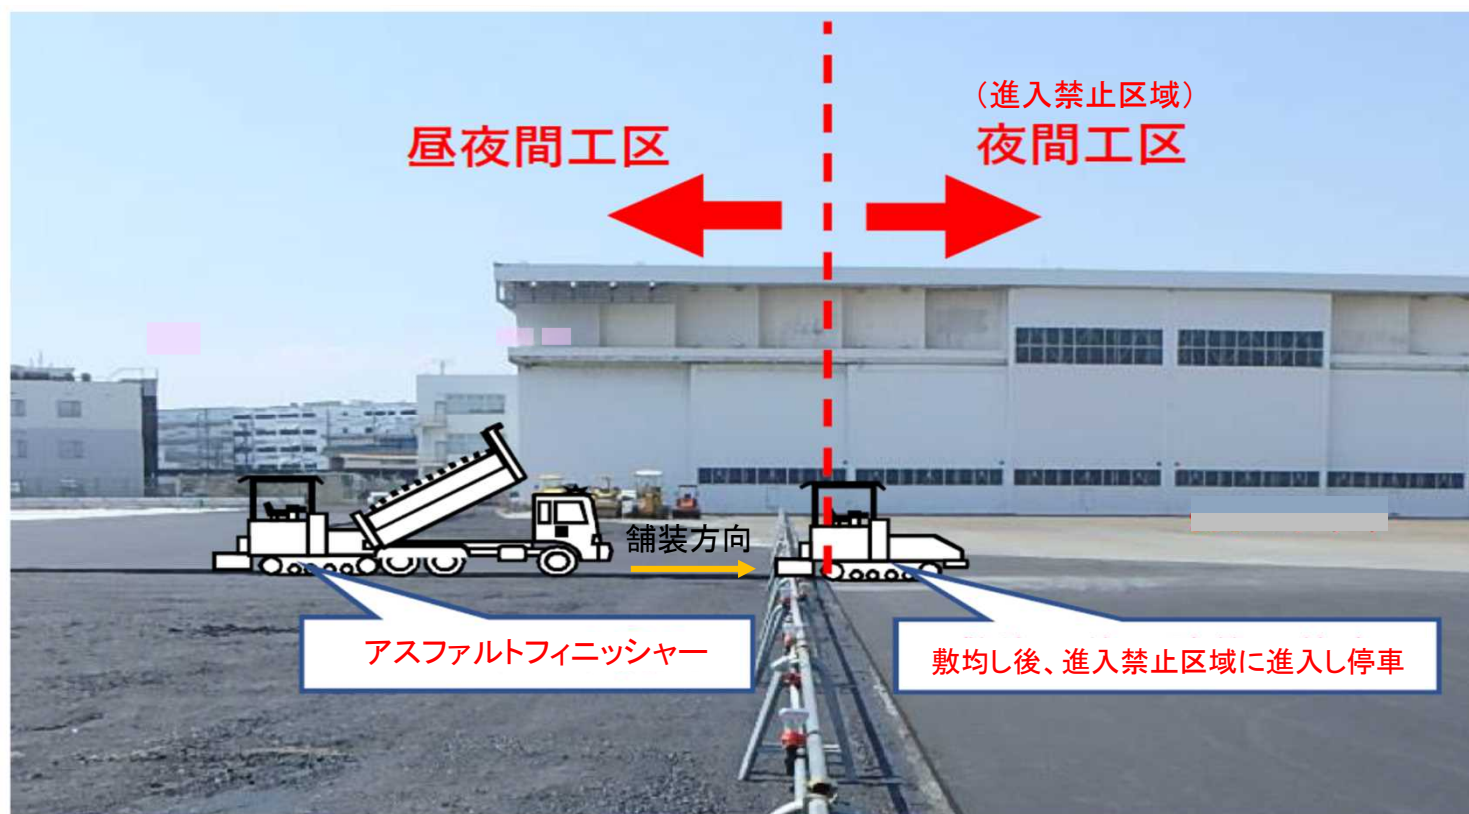 （進入禁止区域）
昼夜間工区
夜間工区
舗装方向
アスファルトフィニッシャー
敷均し後、進入禁止区域に進入し停車